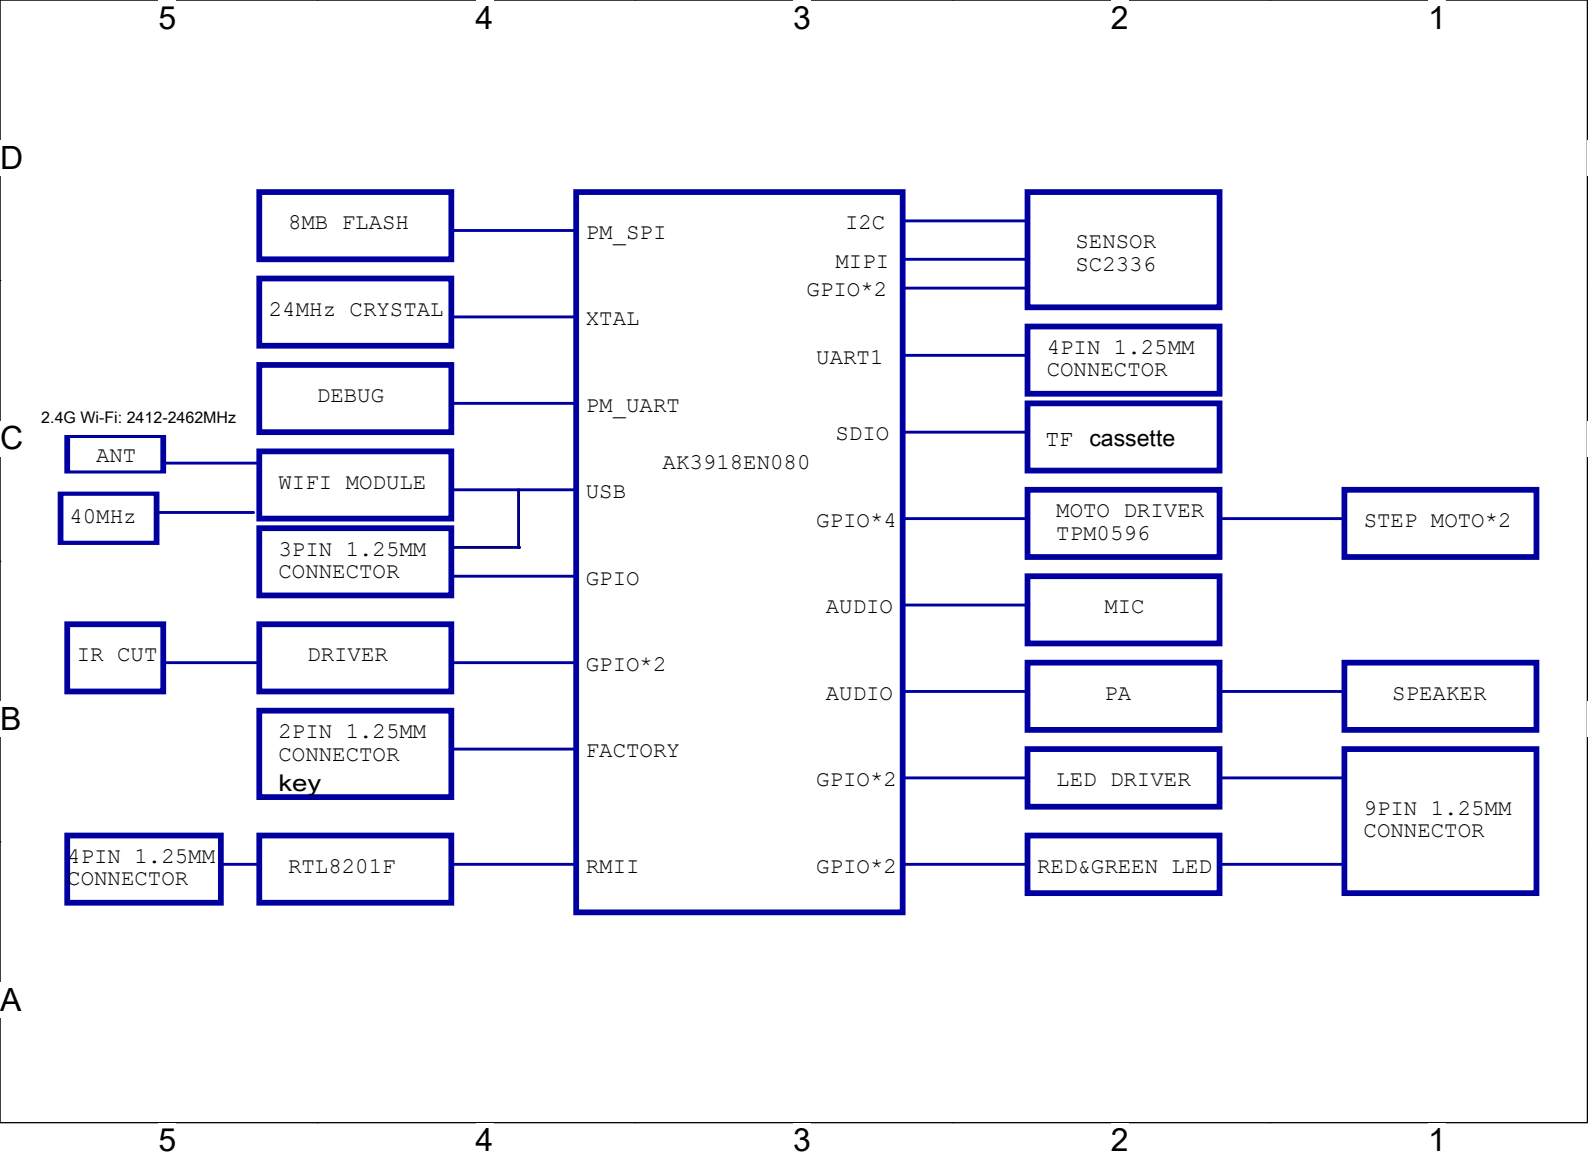 5 4 3 2 1
D
8MB FLASH
PM_SPI
24MHz CRYSTAL
XTAL
DEBUG
PM_UART
2.4G Wi-Fi: 2412-2462MHz
C
ANT
WIFI MODULE
USB
40MHz
3PIN 1.25MM
CONNECTOR
GPIO
IR CUT
DRIVER
GPIO*2
B
2PIN 1.25MM
CONNECTOR
key
FACTORY
4PIN 1.25MM
CONNECTOR
RTL8201F
RMII
AK3918EN080
I2C
MIPI
GPIO*2
SENSOR
SC2336
UART1
4PIN 1.25MM
CONNECTOR
SDIO
TF cassette
GPIO*4
MOTO DRIVER
TPM0596
STEP MOTO*2
AUDIO
MIC
AUDIO
PA
SPEAKER
GPIO*2
LED DRIVER
9PIN 1.25MM
CONNECTOR
GPIO*2
RED&GREEN LED
A
5 4 3 2 1